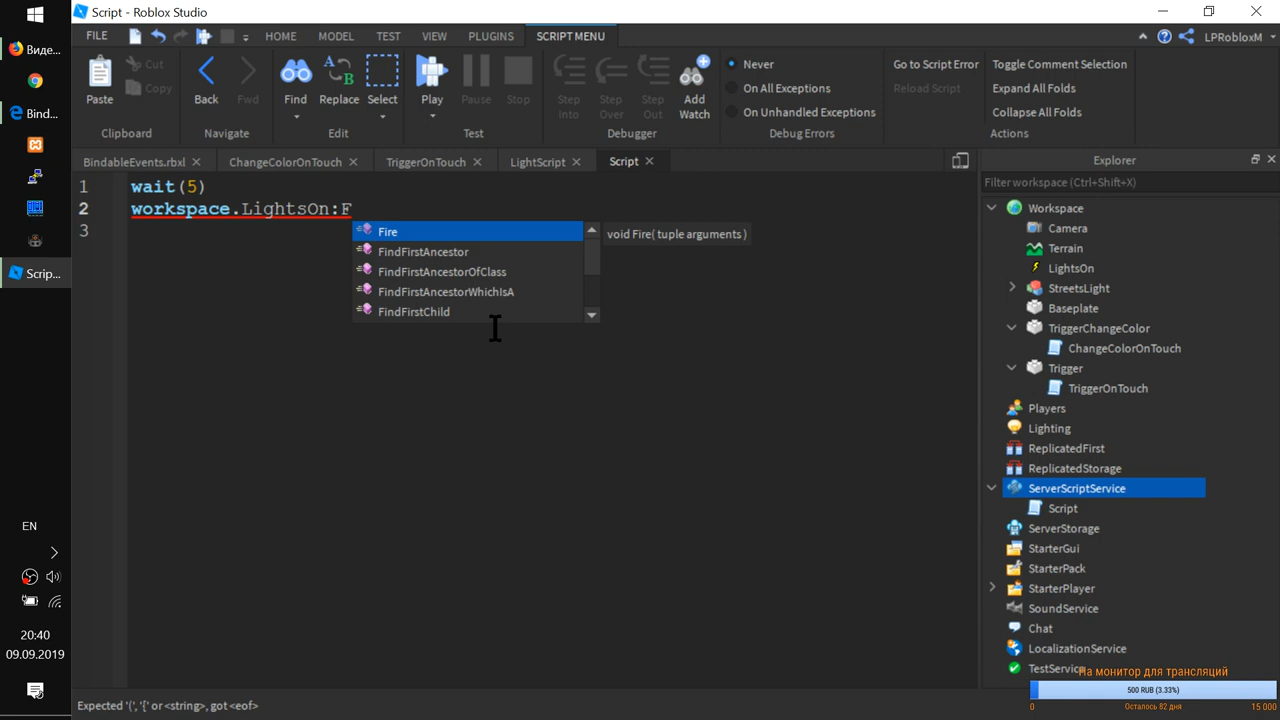 Script - Roblox Studio
FILE HOME MODEL TEST VIEW PLUGINS SCRIPT MENU LPRobloxM
Виде...
Bind...
Scrip...
Paste Cut Copy
Clipboard
Back Fwd
Navigate
Find Replace Select
Edit
Play Pause Stop
Test
Step Into Step Over Step Out Add Watch
Debugger
Never
On All Exceptions
On Unhandled Exceptions
Debug Errors
Go to Script Error
Reload Script
Toggle Comment Selection
Expand All Folds
Collapse All Folds
Actions
BindableEvents.rbxl ChangeColorOnTouch TriggerOnTouch LightScript Script
1 wait(5)
2 workspace.LightsOn:F
3
Fire
FindFirstAncestor
FindFirstAncestorOfClass
FindFirstAncestorWhichIsA
FindFirstChild
void Fire( tuple arguments )
Explorer
Filter workspace (Ctrl+Shift+X)
Workspace
Camera
Terrain
LightsOn
StreetsLight
Baseplate
TriggerChangeColor
ChangeColorOnTouch
Trigger
TriggerOnTouch
Players
Lighting
ReplicatedFirst
ReplicatedStorage
ServerScriptService
Script
ServerStorage
StarterGui
StarterPack
StarterPlayer
SoundService
Chat
LocalizationService
TestService
На монитор для трансляций
500 RUB (3.33%)
0 Осталось 82 дня 15 000
EN
20:40
09.09.2019
Expected '(', '{' or <string>, got <eof>